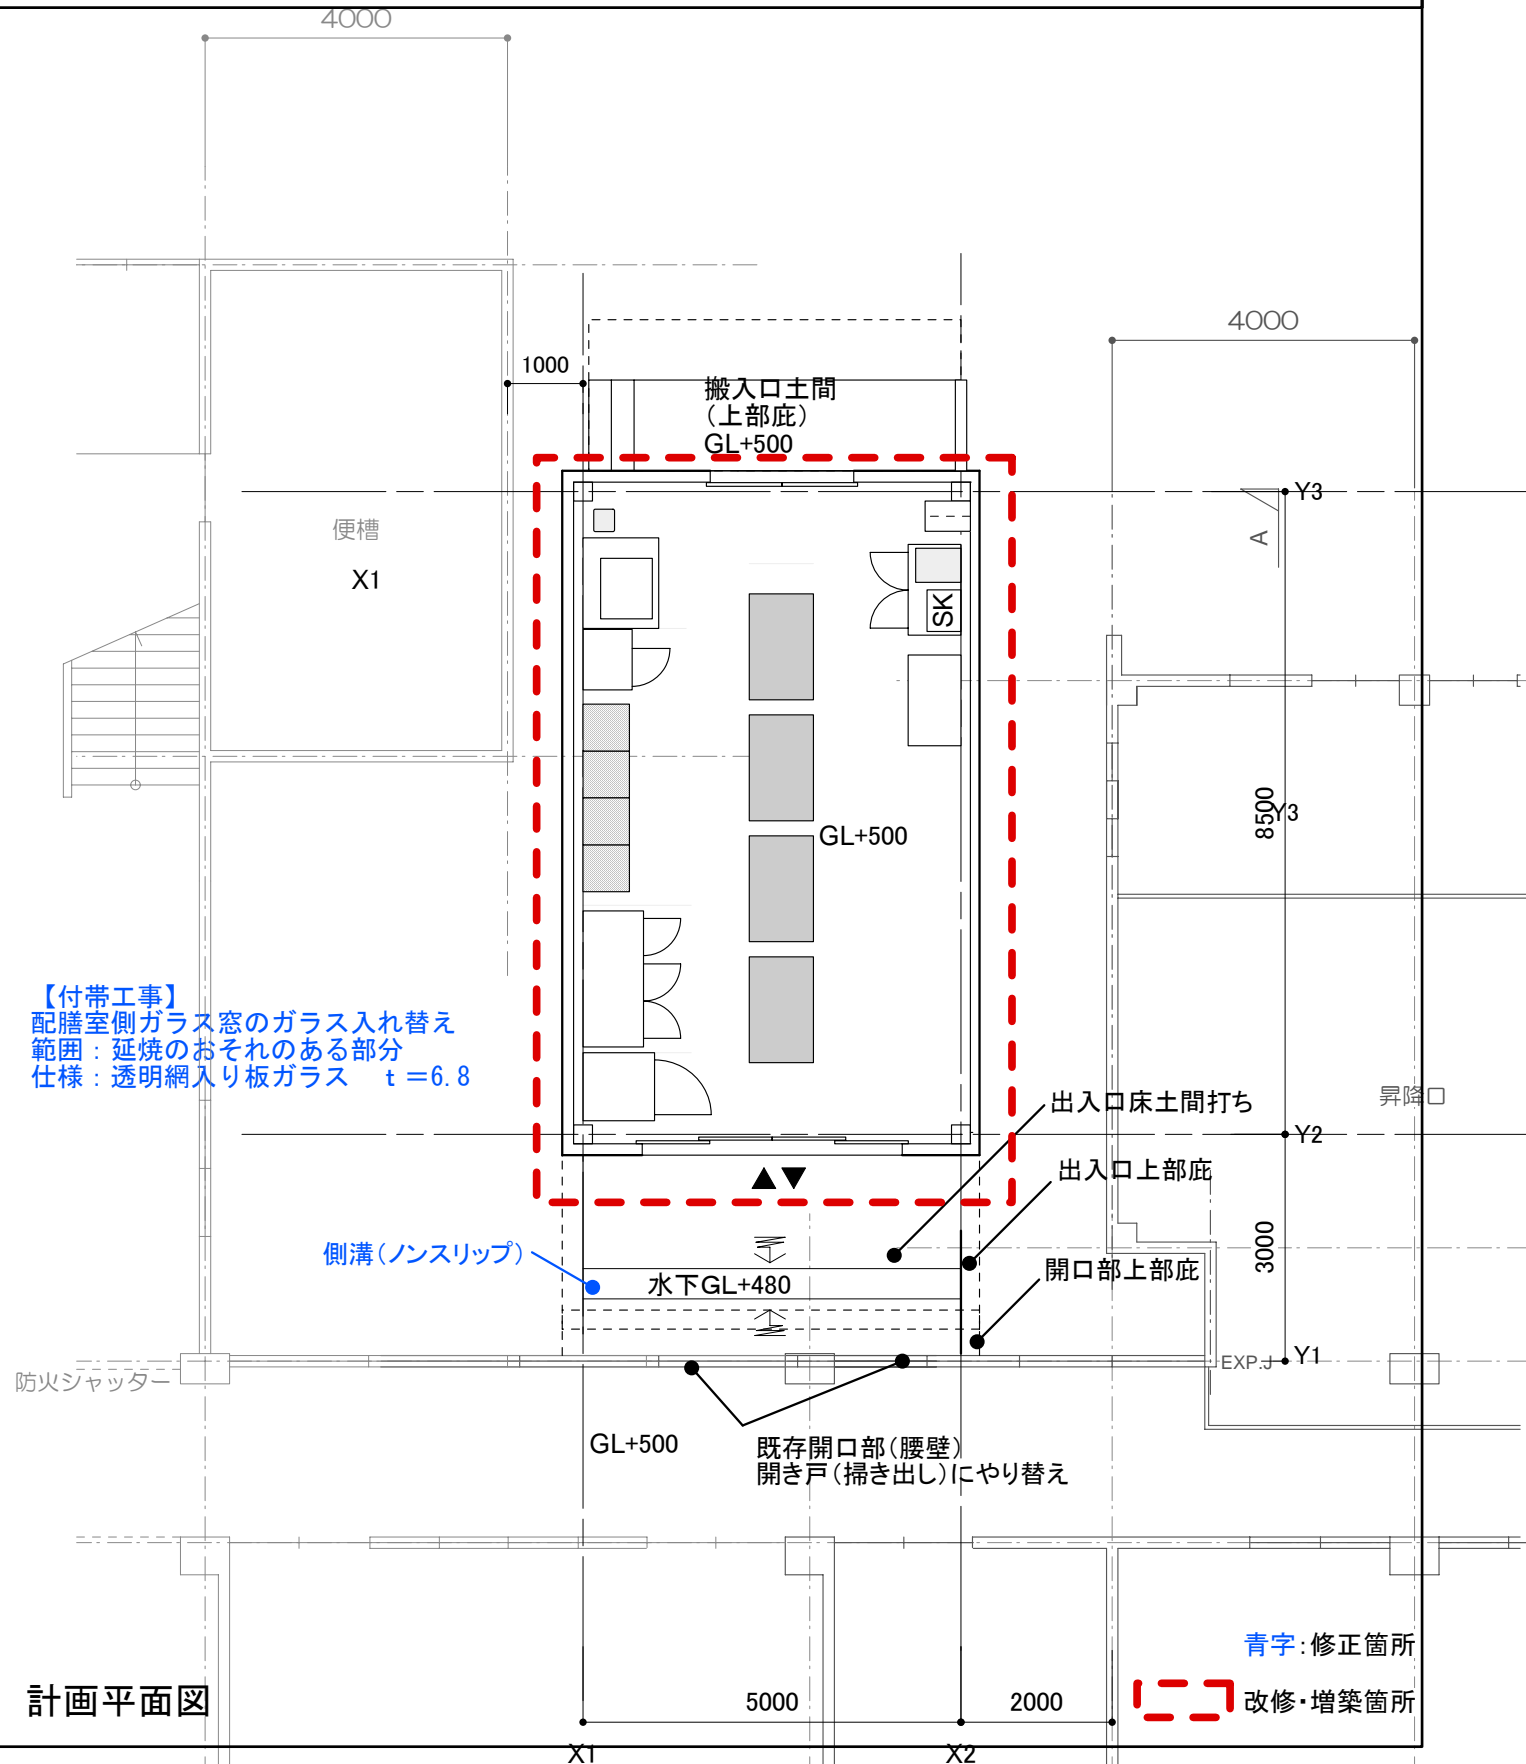 4000
4000
1000
搬入口土間
（上部庇）
GL+500
Y3
A
便槽
X1
SK
8500
Y3
GL+500
【付帯工事】
配膳室側ガラス窓のガラス入れ替え
範囲：延焼のおそれのある部分
仕様：透明網入り板ガラス　ｔ＝6.8
出入口床土間打ち
昇降口
Y2
出入口上部庇
側溝（ノンスリップ）
3000
開口部上部庇
水下GL+480
EXP.J
Y1
防火シャッター
GL+500
既存開口部（腰壁）
開き戸（掃き出し）にやり替え
青字：修正箇所
計画平面図
5000
2000
改修・増築箇所
X1
X2